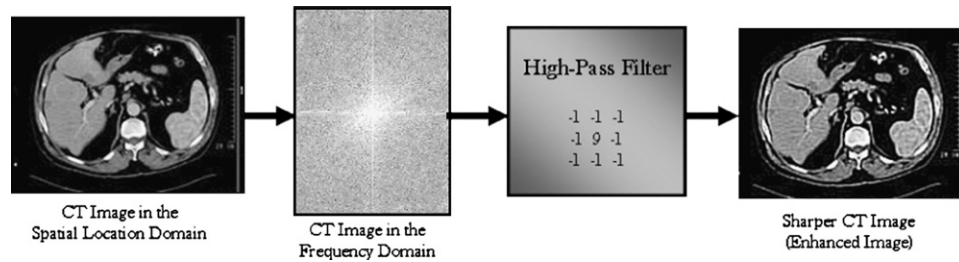 High-Pass Filter
-1 -1 -1
-1 9 -1
-1 -1 -1
CT Image in the
Spatial Location Domain
CT Image in the
Frequency Domain
Sharper CT Image
(Enhanced Image)